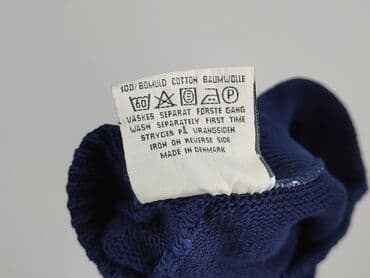 100% BOMULD COTTON BAUMWOLLE
60 P
VASKES SEPARAT FØRSTE GANG
WASH SEPARATELY FIRST TIME
STRYGES PÅ VRANGSIDEN
IRON ON REVERSE SIDE
MADE IN DENMARK